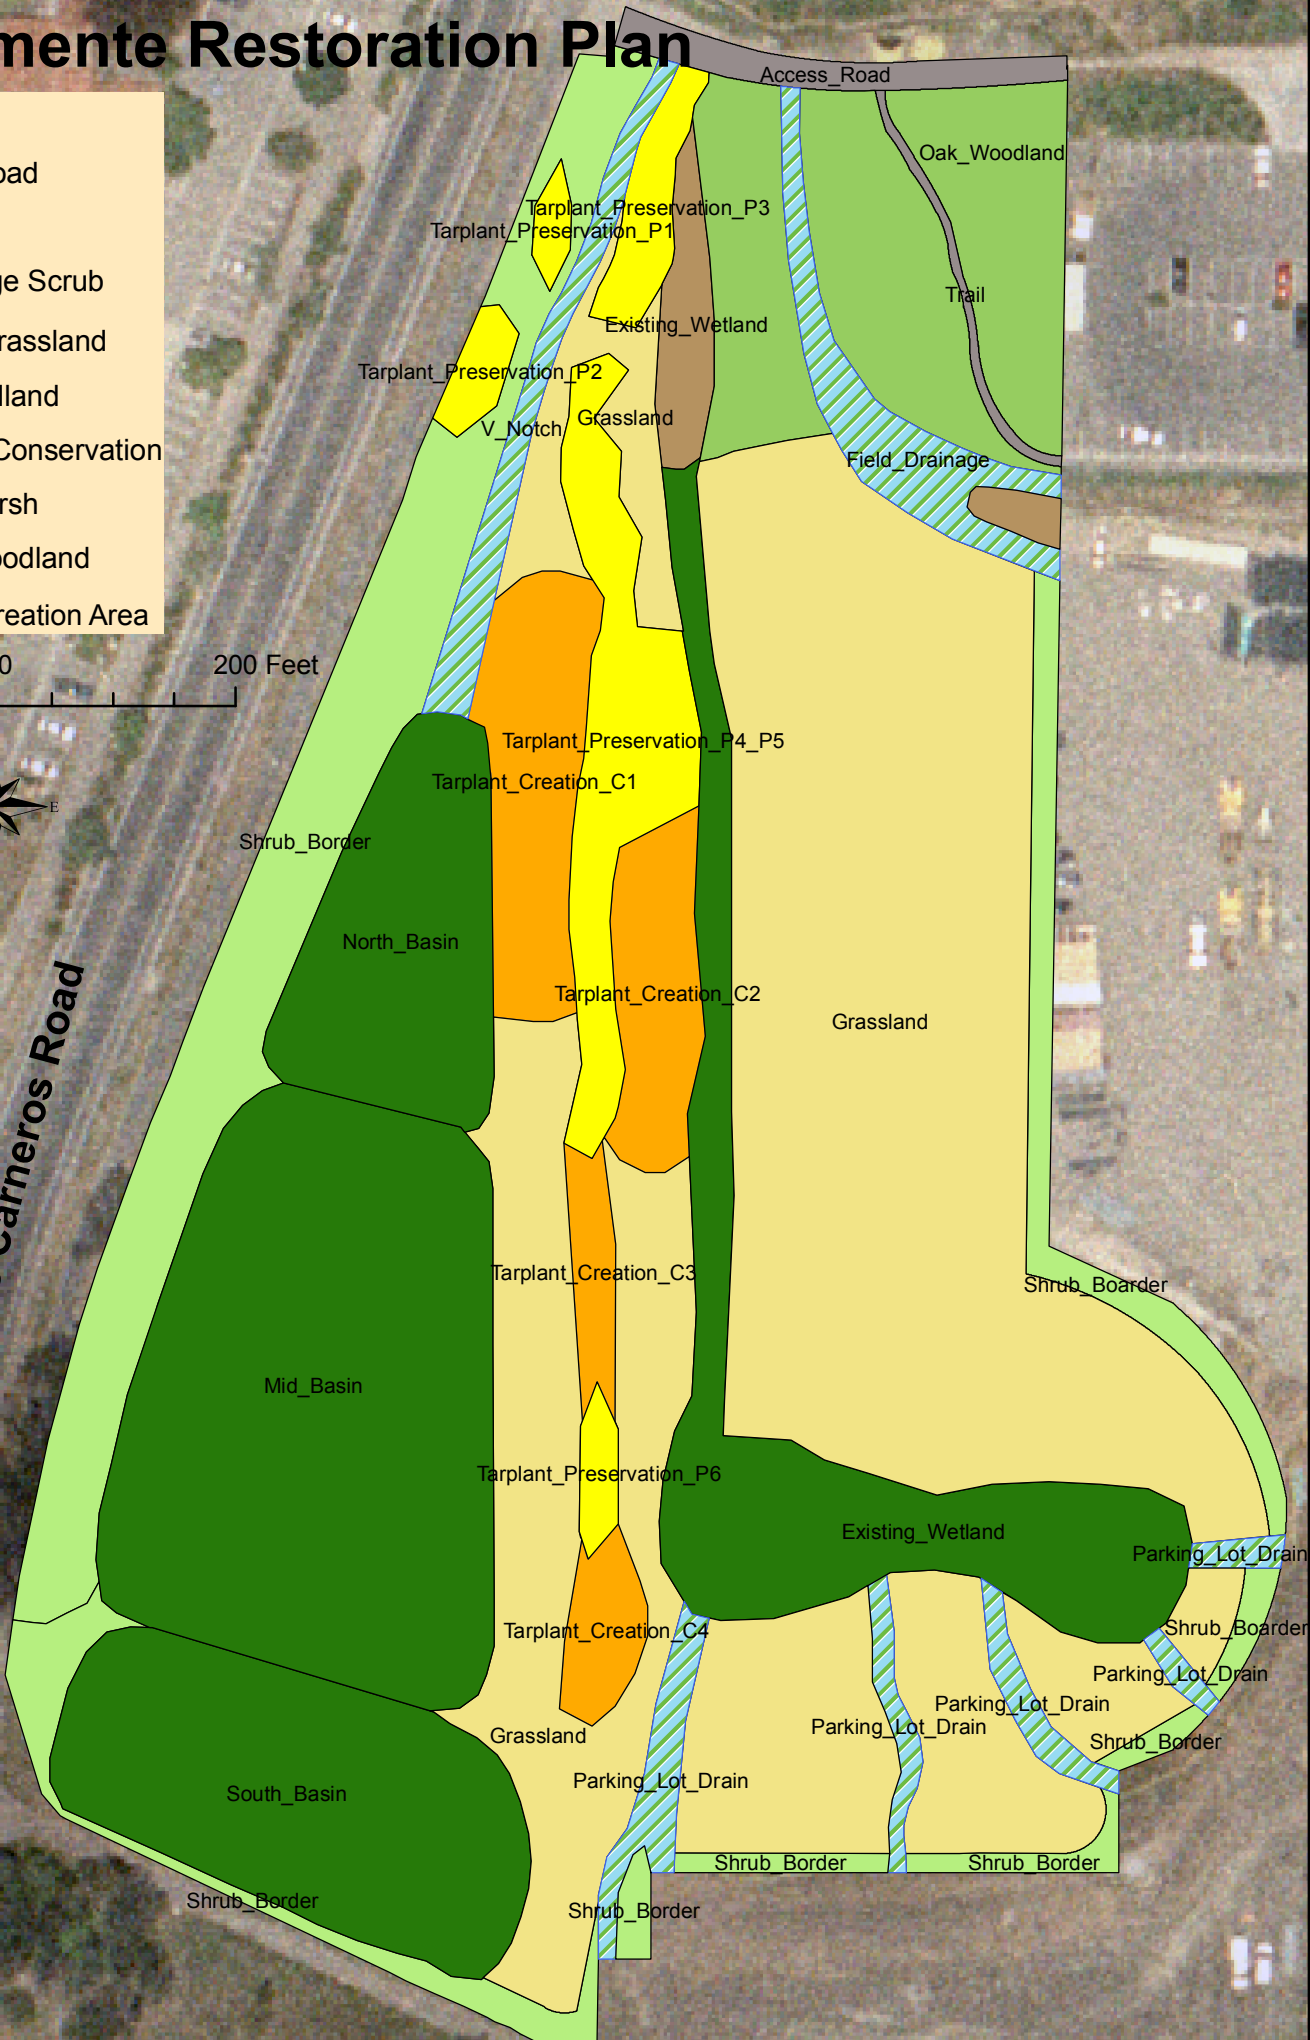 mente Restoration Plan
Access_Road
oad
Oak_Woodland
Tarplant_Preservation_P3
Tarplant_Preservation_P1
ge Scrub
Trail
Existing_Wetland
rassland
Tarplant_Preservation_P2
lland
Grassland
V_Notch
Conservation
Field_Drainage
rsh
oodland
reation Area
0 200 Feet
Tarplant_Preservation_P4_P5
Tarplant_Creation_C1
E
Shrub_Border
North_Basin
Tarplant_Creation_C2
Grassland
Carneros Road
Tarplant_Creation_C3
Shrub_Boarder
Mid_Basin
Tarplant_Preservation_P6
Existing_Wetland
Parking_Lot_Drain
Shrub_Boarder
Tarplant_Creation_C4
Parking_Lot_Drain
Parking_Lot_Drain
Parking_Lot_Drain
Grassland
Shrub_Border
Parking_Lot_Drain
South_Basin
Shrub_Border
Shrub_Border
Shrub_Border
Shrub_Border